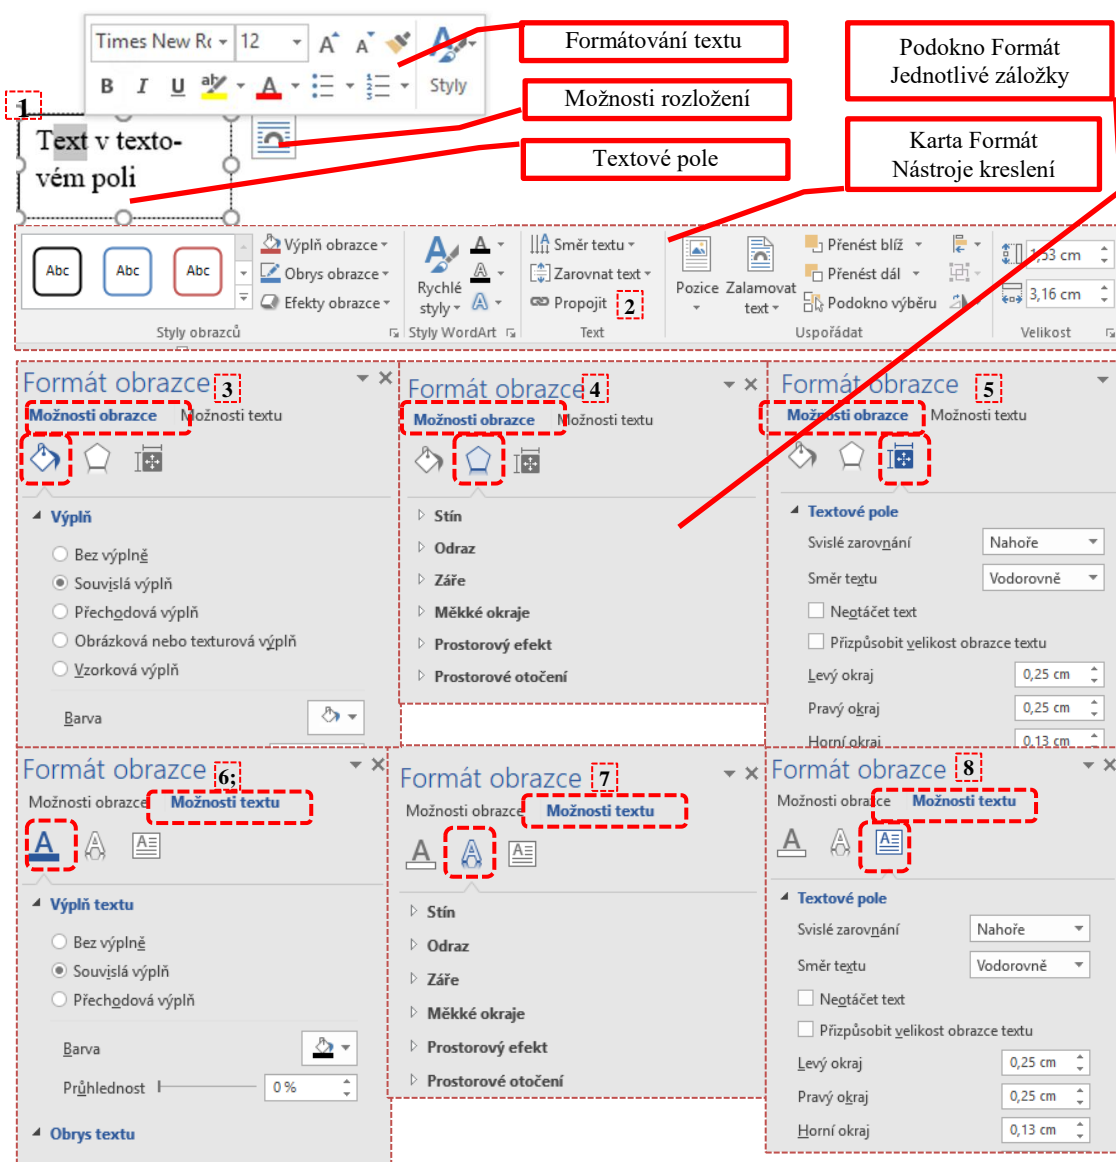 Times New Rc 12
Formátování textu
Podokno Formát
Jednotlivé záložky
B I U ab A Styly
Možnosti rozložení
1
Text v texto-
vém poli
Textové pole
Karta Formát
Nástroje kreslení
Abc Abc Abc
Výplň obrazce
Obrys obrazce
Efekty obrazce
Styly obrazců
Rychlé
styly
Styly WordArt
Směr textu
Zarovnat text
Propojit 2
Text
Pozice Zalamovat
text
Přenést blíž
Přenést dál
Podokno výběru
Uspořádat
1,53 cm
3,16 cm
Velikost
Formát obrazce 3
Možnosti obrazce Možnosti textu
Výplň
Bez výplně
Souvislá výplň
Přechodová výplň
Obrázková nebo texturová výplň
Vzorková výplň
Barva
Formát obrazce 4
Možnosti obrazce Možnosti textu
Stín
Odraz
Záře
Měkké okraje
Prostorový efekt
Prostorové otočení
Formát obrazce 5
Možnosti obrazce Možnosti textu
Textové pole
Svislé zarovnání Nahoře
Směr textu Vodorovně
Neotáčet text
Přizpůsobit velikost obrazce textu
Levý okraj 0,25 cm
Pravý okraj 0,25 cm
Horní okraj 0,13 cm
Formát obrazce 6;
Možnosti obrazce Možnosti textu
Výplň textu
Bez výplně
Souvislá výplň
Přechodová výplň
Barva
Průhlednost 0 %
Obrys textu
Formát obrazce 7
Možnosti obrazce Možnosti textu
Stín
Odraz
Záře
Měkké okraje
Prostorový efekt
Prostorové otočení
Formát obrazce 8
Možnosti obrazce Možnosti textu
Textové pole
Svislé zarovnání Nahoře
Směr textu Vodorovně
Neotáčet text
Přizpůsobit velikost obrazce textu
Levý okraj 0,25 cm
Pravý okraj 0,25 cm
Horní okraj 0,13 cm